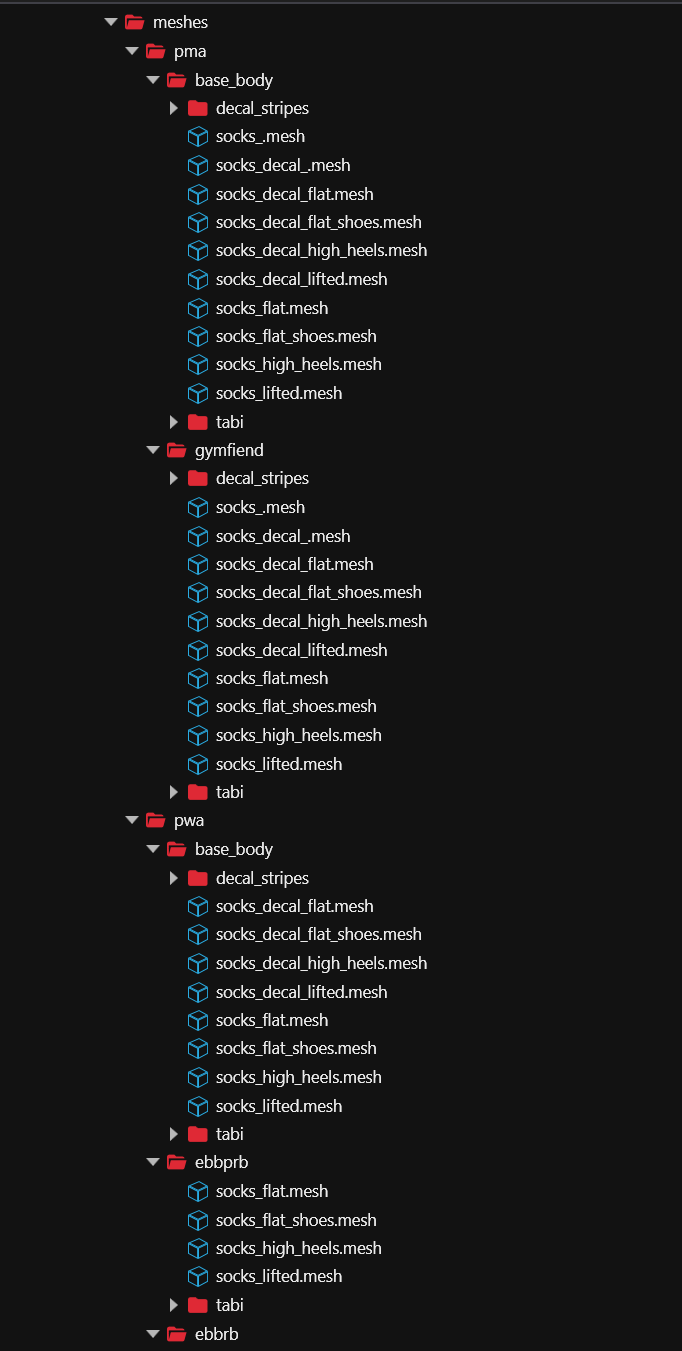 meshes
pma
base_body
decal_stripes
socks_.mesh
socks_decal_.mesh
socks_decal_flat.mesh
socks_decal_flat_shoes.mesh
socks_decal_high_heels.mesh
socks_decal_lifted.mesh
socks_flat.mesh
socks_flat_shoes.mesh
socks_high_heels.mesh
socks_lifted.mesh
tabi
gymfiend
decal_stripes
socks_.mesh
socks_decal_.mesh
socks_decal_flat.mesh
socks_decal_flat_shoes.mesh
socks_decal_high_heels.mesh
socks_decal_lifted.mesh
socks_flat.mesh
socks_flat_shoes.mesh
socks_high_heels.mesh
socks_lifted.mesh
tabi
pwa
base_body
decal_stripes
socks_decal_flat.mesh
socks_decal_flat_shoes.mesh
socks_decal_high_heels.mesh
socks_decal_lifted.mesh
socks_flat.mesh
socks_flat_shoes.mesh
socks_high_heels.mesh
socks_lifted.mesh
tabi
ebbprb
socks_flat.mesh
socks_flat_shoes.mesh
socks_high_heels.mesh
socks_lifted.mesh
tabi
ebbrb